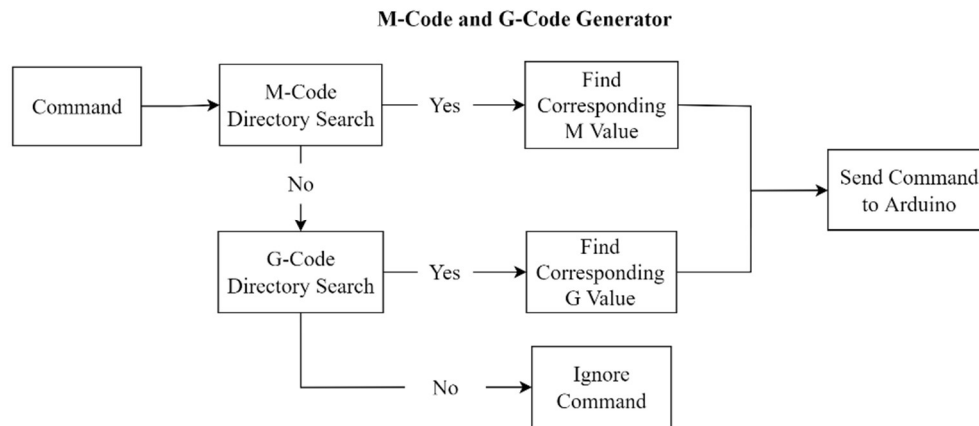 M-Code and G-Code Generator
Command
M-Code
Directory Search
Yes
Find
Corresponding
M Value
No
Send Command
to Arduino
G-Code
Directory Search
Yes
Find
Corresponding
G Value
No
Ignore
Command